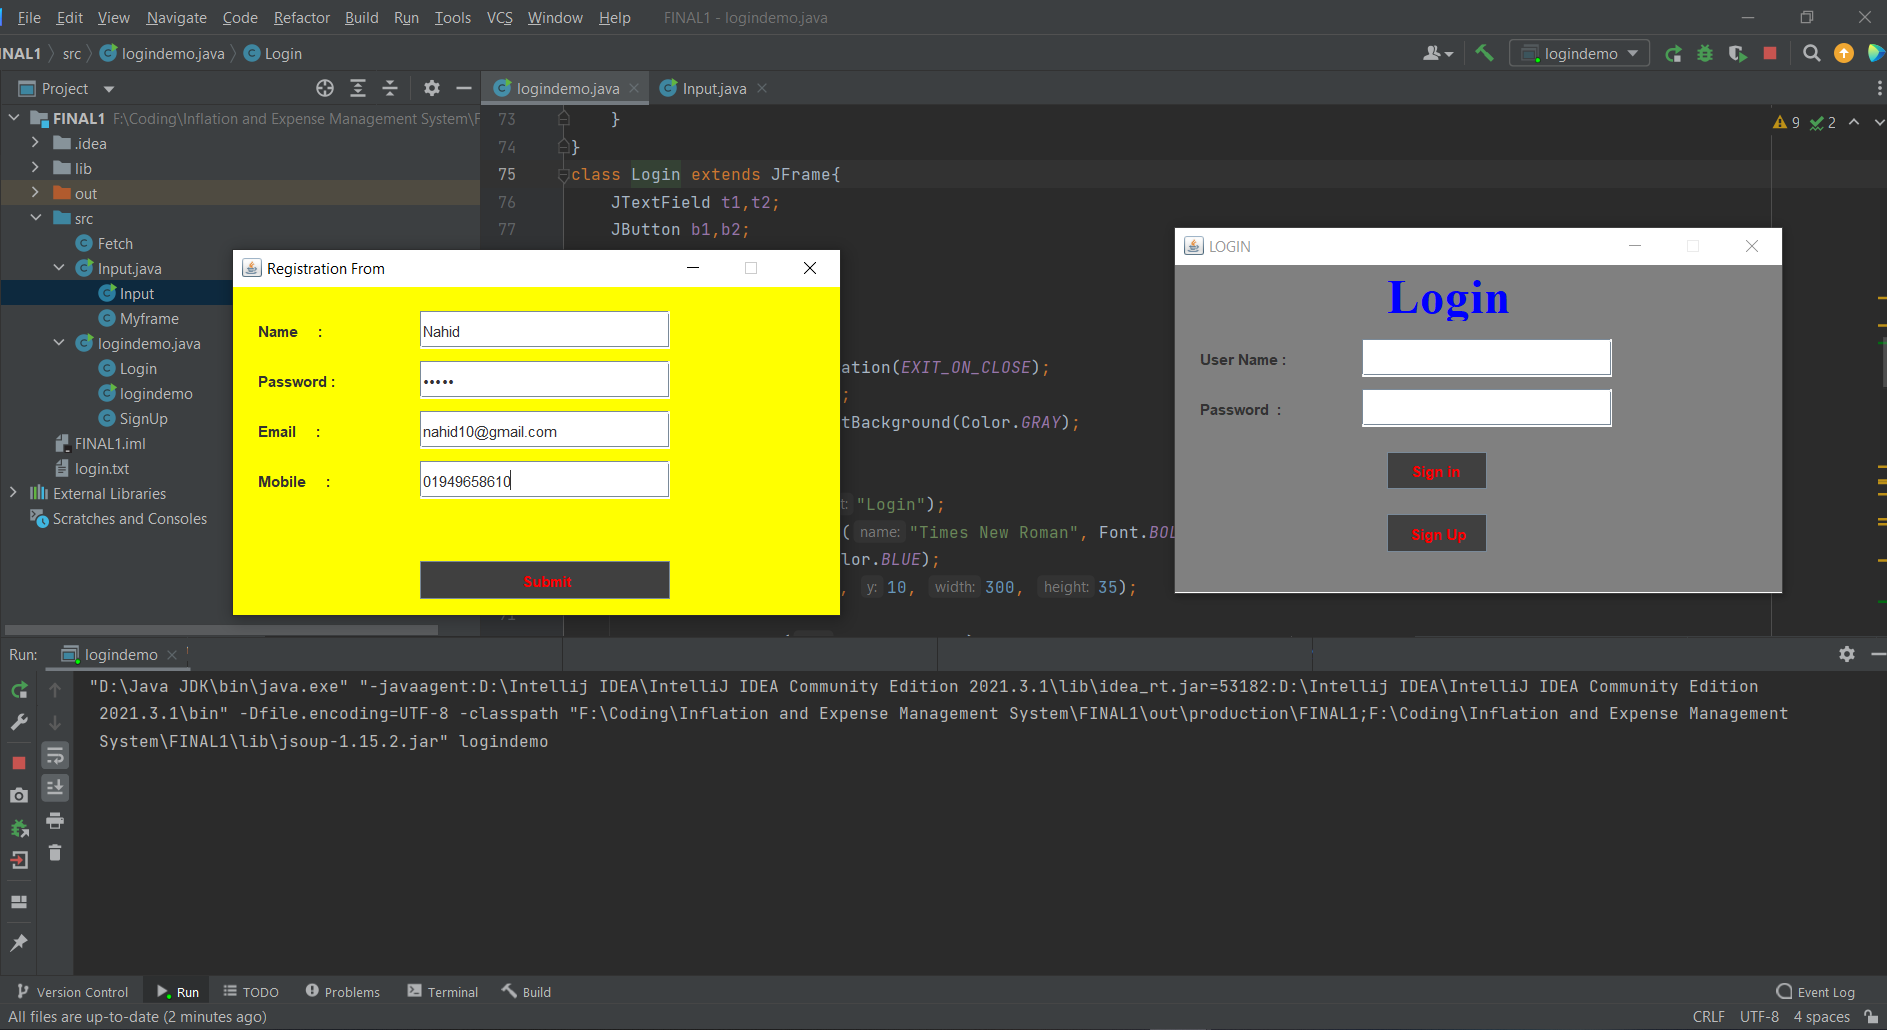 File Edit View Navigate Code Refactor Build Run Tools VCS Window Help FINAL1 - logindemo.java
INAL1 src logindemo.java Login
logindemo
Project
logindemo.java Input.java
FINAL1 F:\Coding\Inflation and Expense Management System\F
.idea
lib
out
src
Fetch
Input.java
Input
Myframe
logindemo.java
Login
logindemo
SignUp
FINAL1.iml
login.txt
External Libraries
Scratches and Consoles
73 }
74 }
75 class Login extends JFrame{
76 JTextField t1,t2;
77 JButton b1,b2;
9 2
ation(EXIT_ON_CLOSE);
;
tBackground(Color.GRAY);
t: "Login");
( name: "Times New Roman", Font.BOL
lor.BLUE);
, y: 10, width: 300, height: 35);
Registration From
Name :
Nahid
Password :
•••••
Email :
nahid10@gmail.com
Mobile :
01949658610
Submit
LOGIN
Login
User Name :
Password :
Sign in
Sign Up
Run: logindemo
"D:\Java JDK\bin\java.exe" "-javaagent:D:\Intellij IDEA\IntelliJ IDEA Community Edition 2021.3.1\lib\idea_rt.jar=53182:D:\Intellij IDEA\IntelliJ IDEA Community Edition
2021.3.1\bin" -Dfile.encoding=UTF-8 -classpath "F:\Coding\Inflation and Expense Management System\FINAL1\out\production\FINAL1;F:\Coding\Inflation and Expense Management
System\FINAL1\lib\jsoup-1.15.2.jar" logindemo
Version Control Run TODO Problems Terminal Build Event Log
All files are up-to-date (2 minutes ago) CRLF UTF-8 4 spaces